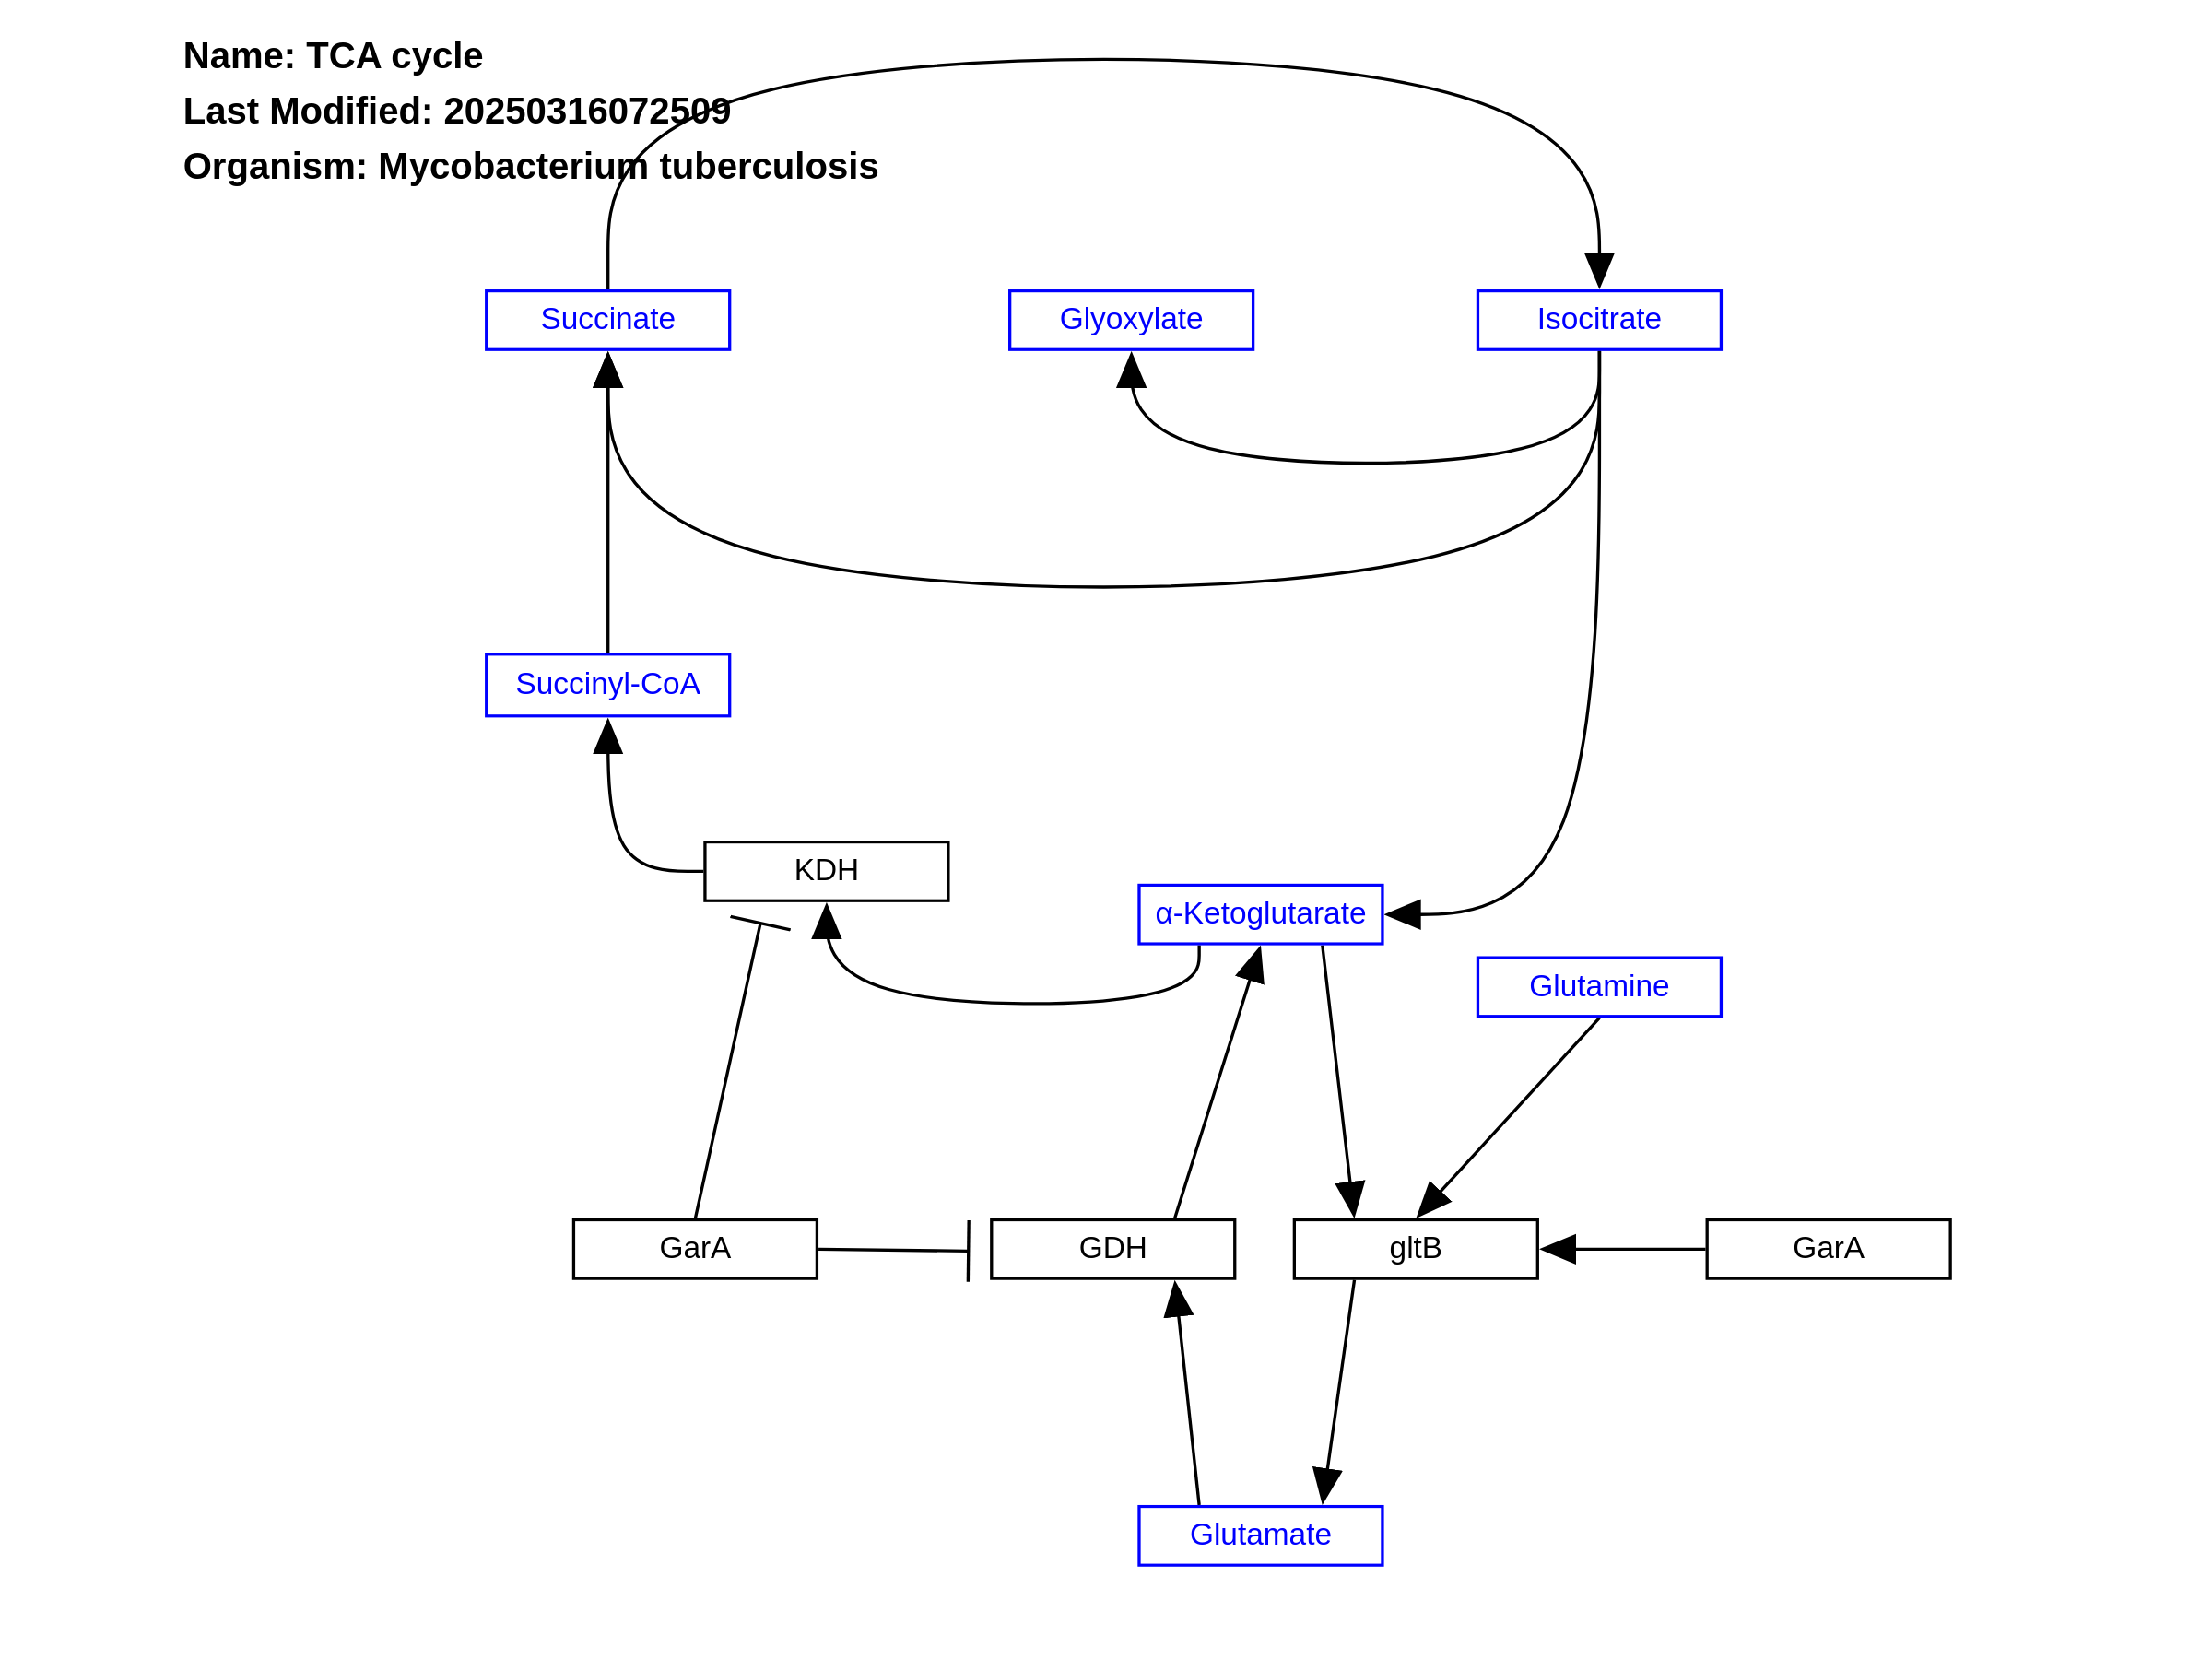 Name: TCA cycle
Last Modified: 20250316072509
Organism: Mycobacterium tuberculosis
Succinate
Glyoxylate
Isocitrate
Succinyl-CoA
KDH
α-Ketoglutarate
Glutamine
GarA
GDH
gltB
GarA
Glutamate